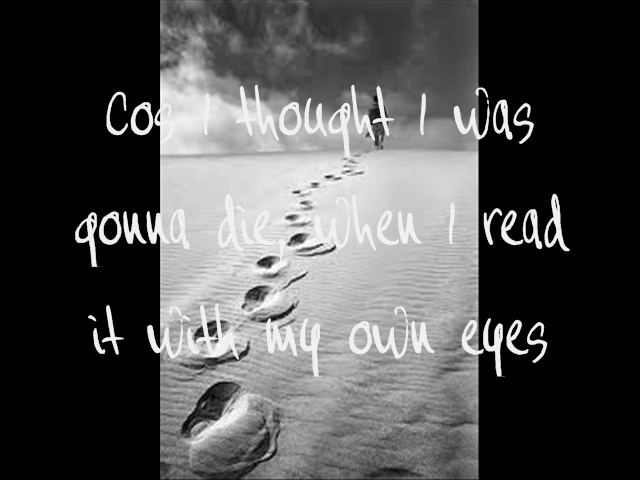 Cos I thought I was
gonna die, when I read
it with my own eyes